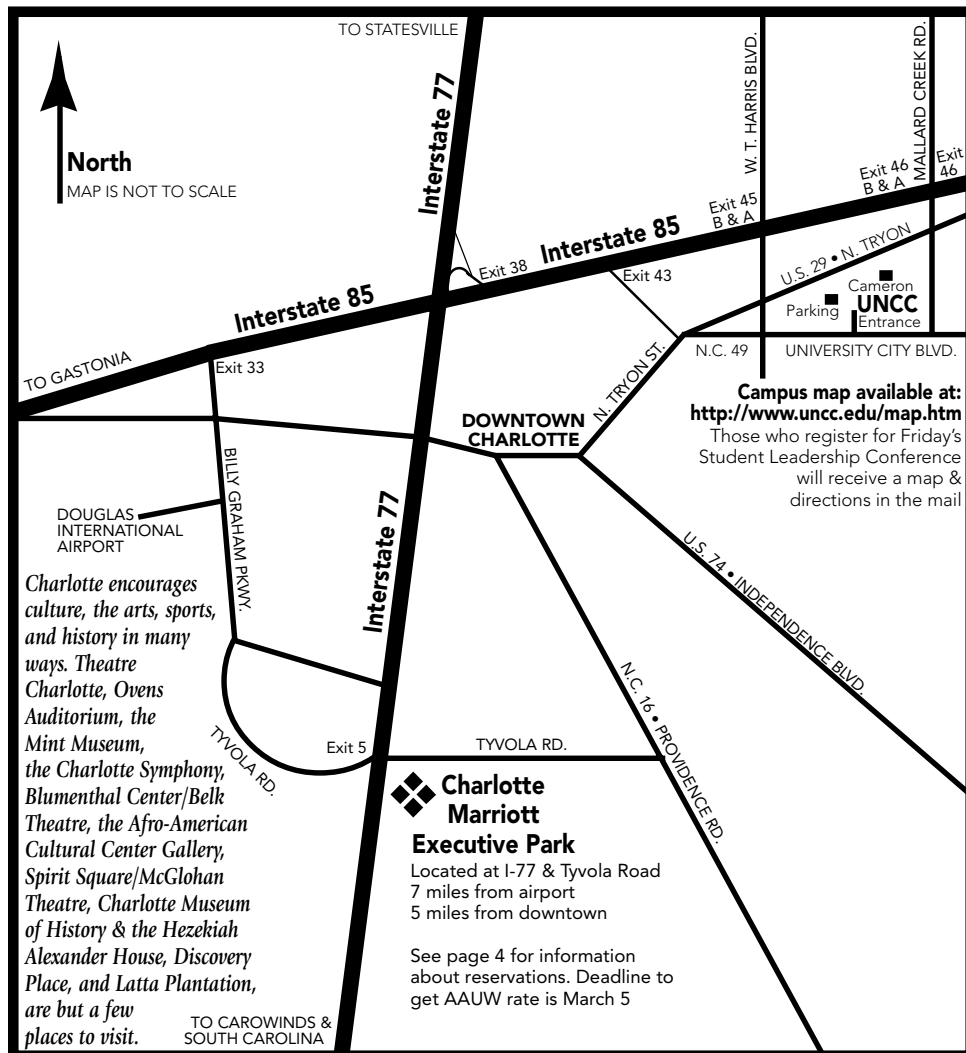 TO STATESVILLE
North
MAP IS NOT TO SCALE
Interstate 77
W. T. HARRIS BLVD.
MALLARD CREEK RD.
Exit 45
B & A
Exit 46
B & A
Exit
46
Interstate 85
Exit 38
Interstate 85
Exit 43
U.S. 29 • N. TRYON
Cameron
Parking
UNCC
Entrance
N.C. 49
UNIVERSITY CITY BLVD.
TO GASTONIA
Exit 33
N. TRYON ST.
DOWNTOWN
CHARLOTTE
Campus map available at:
http://www.uncc.edu/map.htm
Those who register for Friday’s
Student Leadership Conference
will receive a map &
directions in the mail
BILLY GRAHAM PKWY.
DOUGLAS
INTERNATIONAL
AIRPORT
Interstate 77
U.S. 74 • INDEPENDENCE BLVD.
N.C. 16 • PROVIDENCE RD.
Charlotte encourages
culture, the arts, sports,
and history in many
ways. Theatre
Charlotte, Ovens
Auditorium, the
Mint Museum,
the Charlotte Symphony,
Blumenthal Center/Belk
Theatre, the Afro-American
Cultural Center Gallery,
Spirit Square/McGlohan
Theatre, Charlotte Museum
of History & the Hezekiah
Alexander House, Discovery
Place, and Latta Plantation,
are but a few
places to visit.
TYVOLA RD.
Exit 5
TYVOLA RD.
Charlotte
Marriott
Executive Park
Located at I-77 & Tyvola Road
7 miles from airport
5 miles from downtown
See page 4 for information
about reservations. Deadline to
get AAUW rate is March 5
TO CAROWINDS &
SOUTH CAROLINA